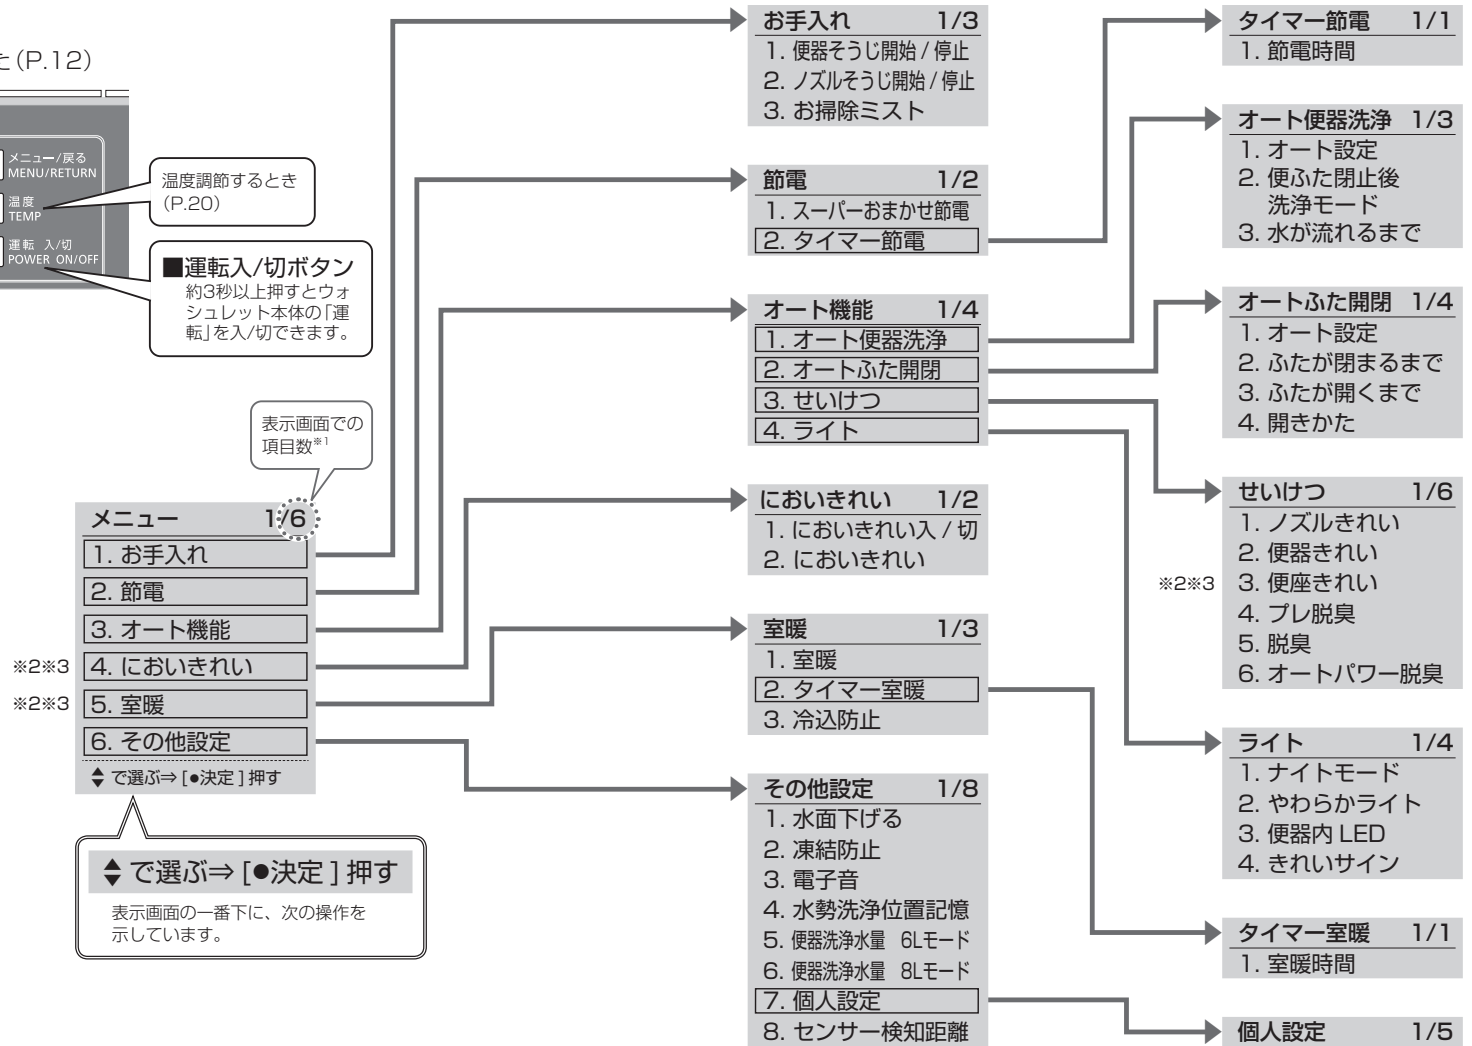 た(P.12)
メニュー/戻る
MENU/RETURN
温度
TEMP
運転 入/切
POWER ON/OFF
温度調節するとき
(P.20)
■運転入/切ボタン
約3秒以上押すとウォ
シュレット本体の「運
転」を入/切できます。
表示画面での
項目数※1
メニュー 1/6
1. お手入れ
2. 節電
3. オート機能
※2※3 4. においきれい
※2※3 5. 室暖
6. その他設定
で選ぶ⇒ [●決定] 押す
で選ぶ⇒ [●決定] 押す
表示画面の一番下に、次の操作を
示しています。
お手入れ 1/3
1. 便器そうじ開始 / 停止
2. ノズルそうじ開始 / 停止
3. お掃除ミスト
節電 1/2
1. スーパーおまかせ節電
2. タイマー節電
オート機能 1/4
1. オート便器洗浄
2. オートふた開閉
3. せいけつ
4. ライト
においきれい 1/2
1. においきれい入 / 切
2. においきれい
室暖 1/3
1. 室暖
2. タイマー室暖
3. 冷込防止
その他設定 1/8
1. 水面下げる
2. 凍結防止
3. 電子音
4. 水勢洗浄位置記憶
5. 便器洗浄水量 6Lモード
6. 便器洗浄水量 8Lモード
7. 個人設定
8. センサー検知距離
タイマー節電 1/1
1. 節電時間
オート便器洗浄 1/3
1. オート設定
2. 便ふた閉止後
洗浄モード
3. 水が流れるまで
オートふた開閉 1/4
1. オート設定
2. ふたが閉まるまで
3. ふたが開くまで
4. 開きかた
せいけつ 1/6
1. ノズルきれい
2. 便器きれい
※2※3 3. 便座きれい
4. プレ脱臭
5. 脱臭
6. オートパワー脱臭
ライト 1/4
1. ナイトモード
2. やわらかライト
3. 便器内 LED
4. きれいサイン
タイマー室暖 1/1
1. 室暖時間
個人設定 1/5